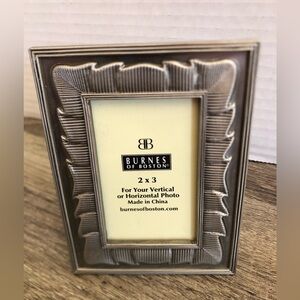 BB
BURNES
OF BOSTON
2 x 3
For Your Vertical
or Horizontal Photo
Made in China
burnesofboston.com